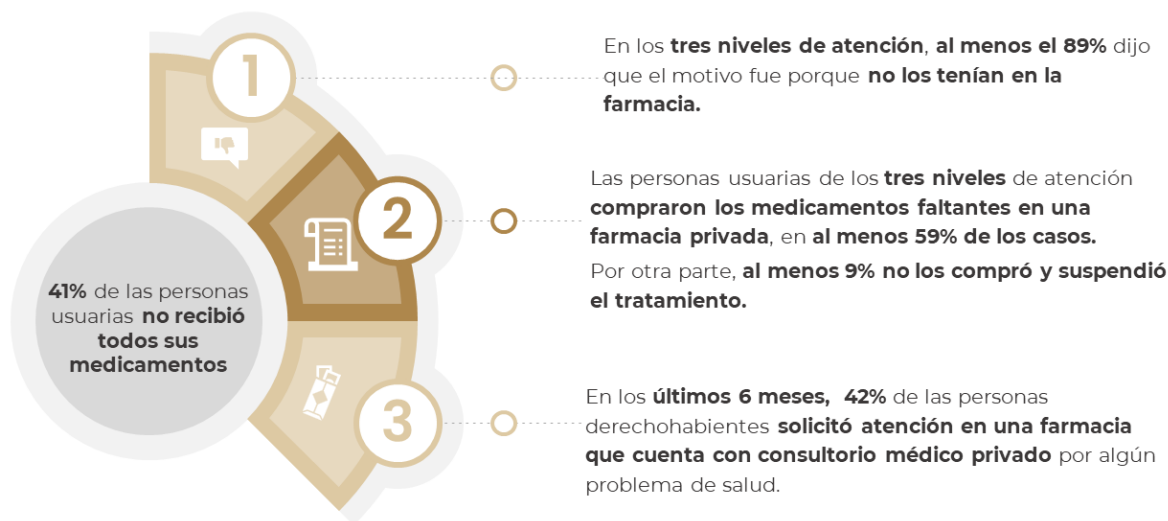 41% de las personas
usuarias no recibió
todos sus
medicamentos
1
En los tres niveles de atención, al menos el 89% dijo
que el motivo fue porque no los tenían en la
farmacia.
2
Las personas usuarias de los tres niveles de atención
compraron los medicamentos faltantes en una
farmacia privada, en al menos 59% de los casos.
Por otra parte, al menos 9% no los compró y suspendió
el tratamiento.
3
En los últimos 6 meses, 42% de las personas
derechohabientes solicitó atención en una farmacia
que cuenta con consultorio médico privado por algún
problema de salud.